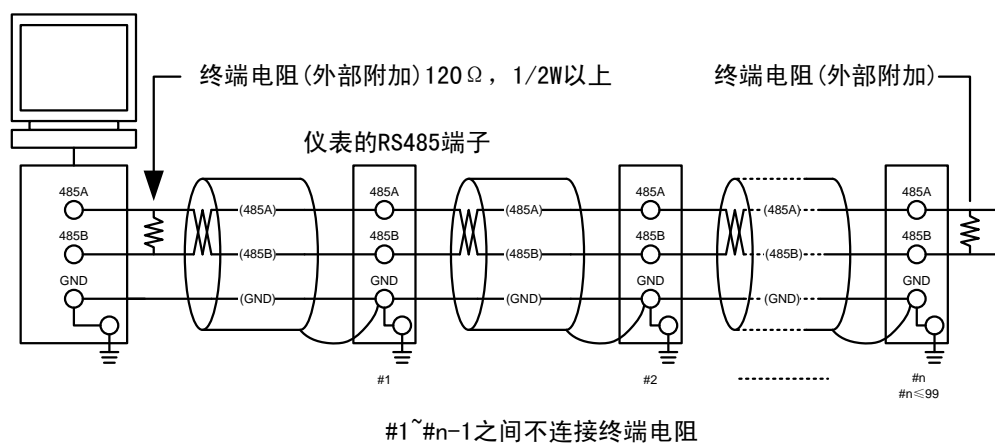 终端电阻(外部附加)120Ω，1/2W以上
终端电阻(外部附加)
仪表的RS485端子
485A
485B
GND
(485A)
(485B)
(GND)
485A
485B
GND
#1
(485A)
(485B)
(GND)
485A
485B
GND
#2
(485A)
(485B)
(GND)
485A
485B
GND
#n
#n≤99
#1~#n-1之间不连接终端电阻